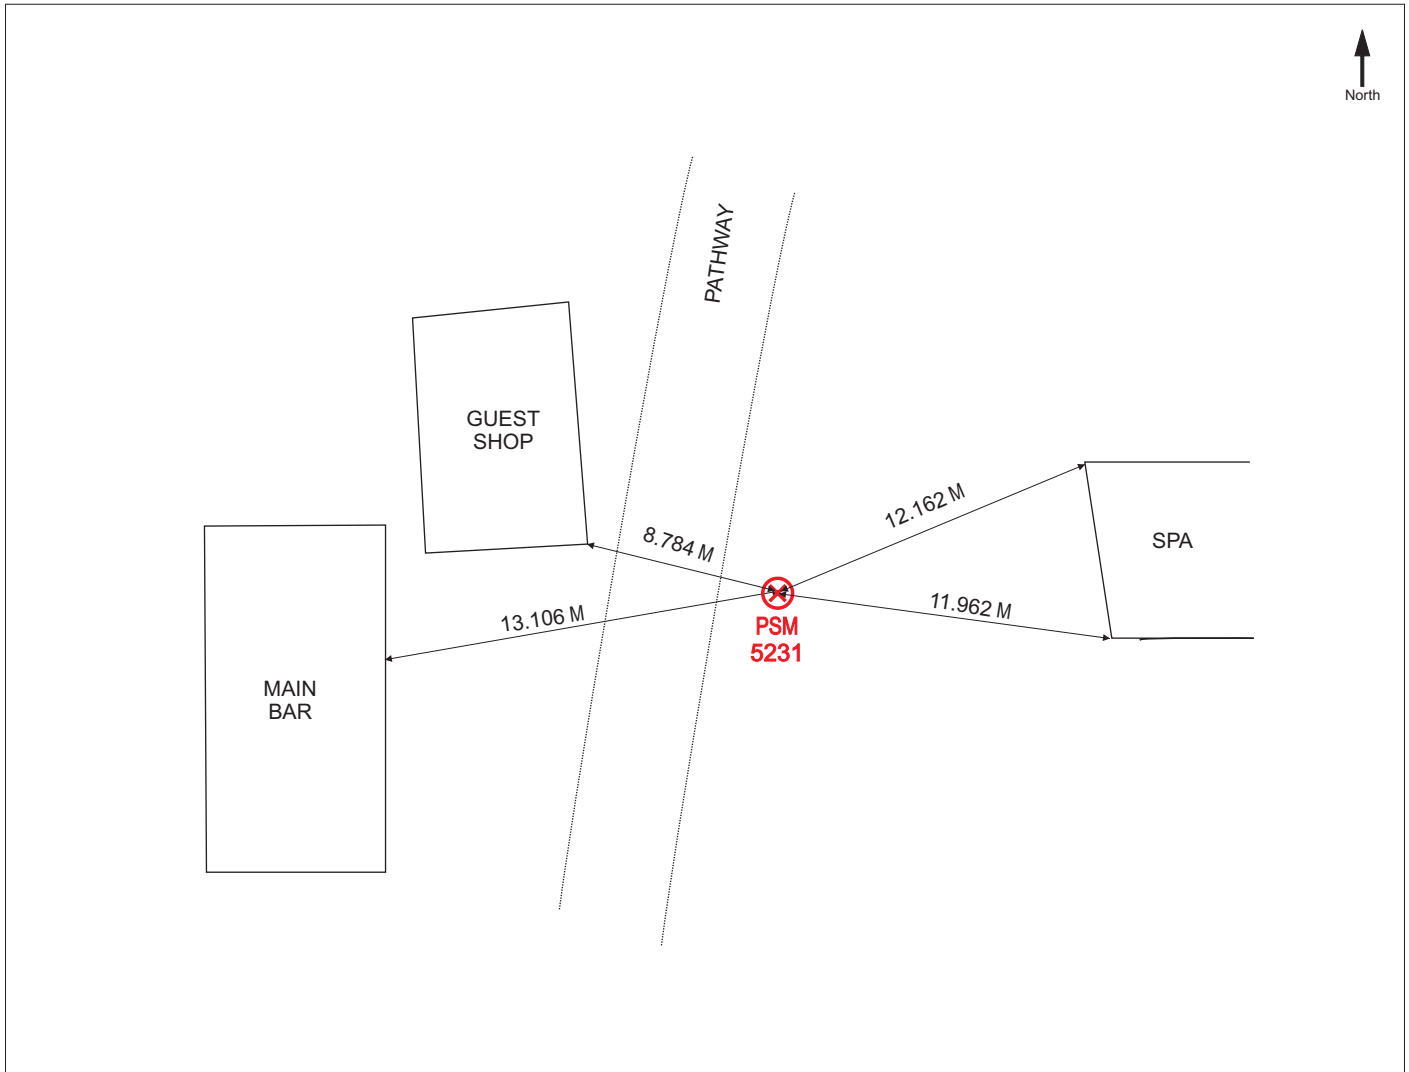 North
PATHWAY
GUEST
SHOP
12.162 M
8.784 M
SPA
13.106 M
11.962 M
PSM
5231
MAIN
BAR